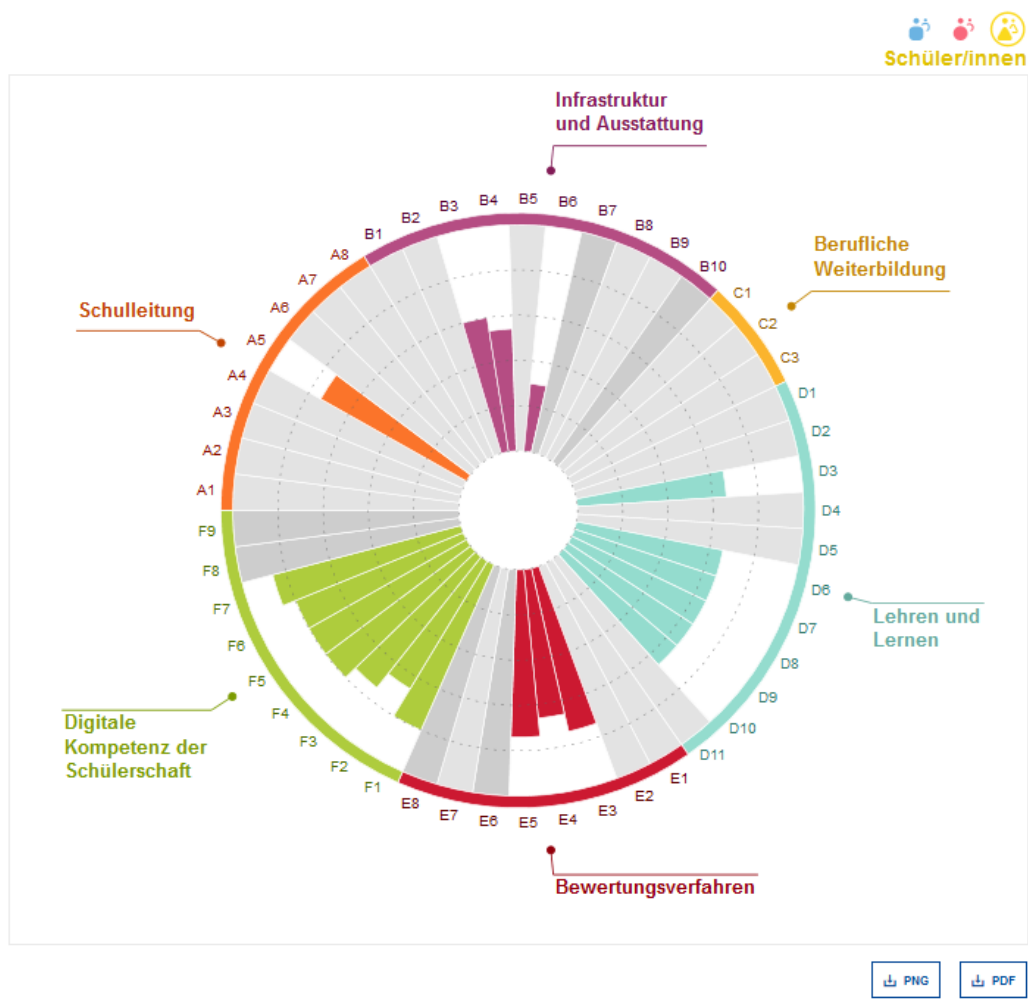 Schüler/innen
Infrastruktur
und Ausstattung
Berufliche
Weiterbildung
Schulleitung
Lehren und
Lernen
Digitale
Kompetenz der
Schülerschaft
Bewertungsverfahren
A1
A2
A3
A4
A5
A6
A7
A8
B1
B2
B3
B4
B5
B6
B7
B8
B9
B10
C1
C2
C3
D1
D2
D3
D4
D5
D6
D7
D8
D9
D10
D11
E1
E2
E3
E4
E5
E6
E7
E8
F1
F2
F3
F4
F5
F6
F7
F8
F9
PNG
PDF